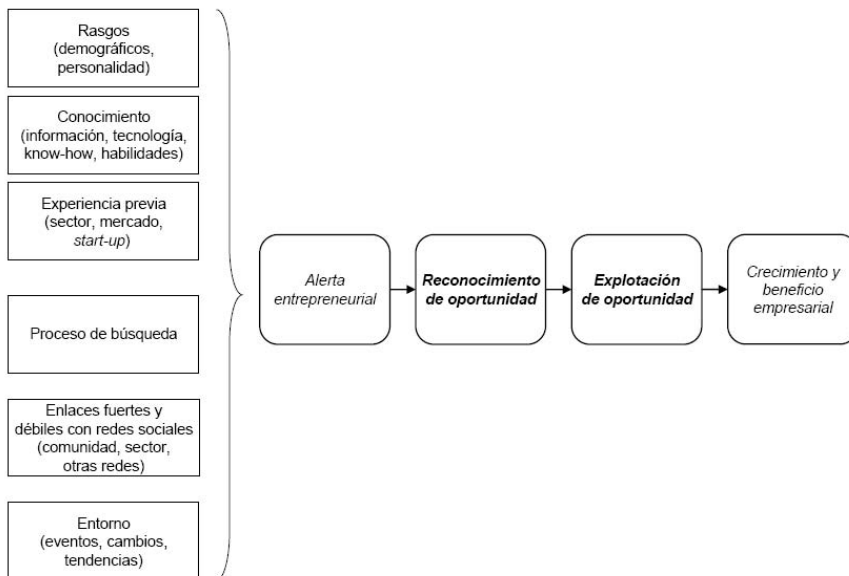 Rasgos
(demográficos,
personalidad)
Conocimiento
(información, tecnología,
know-how, habilidades)
Experiencia previa
(sector, mercado,
start-up)
Proceso de búsqueda
Enlaces fuertes y
débiles con redes sociales
(comunidad, sector,
otras redes)
Entorno
(eventos, cambios,
tendencias)
Alerta
entrepreneurial
Reconocimiento
de oportunidad
Explotación
de oportunidad
Crecimiento y
beneficio
empresarial